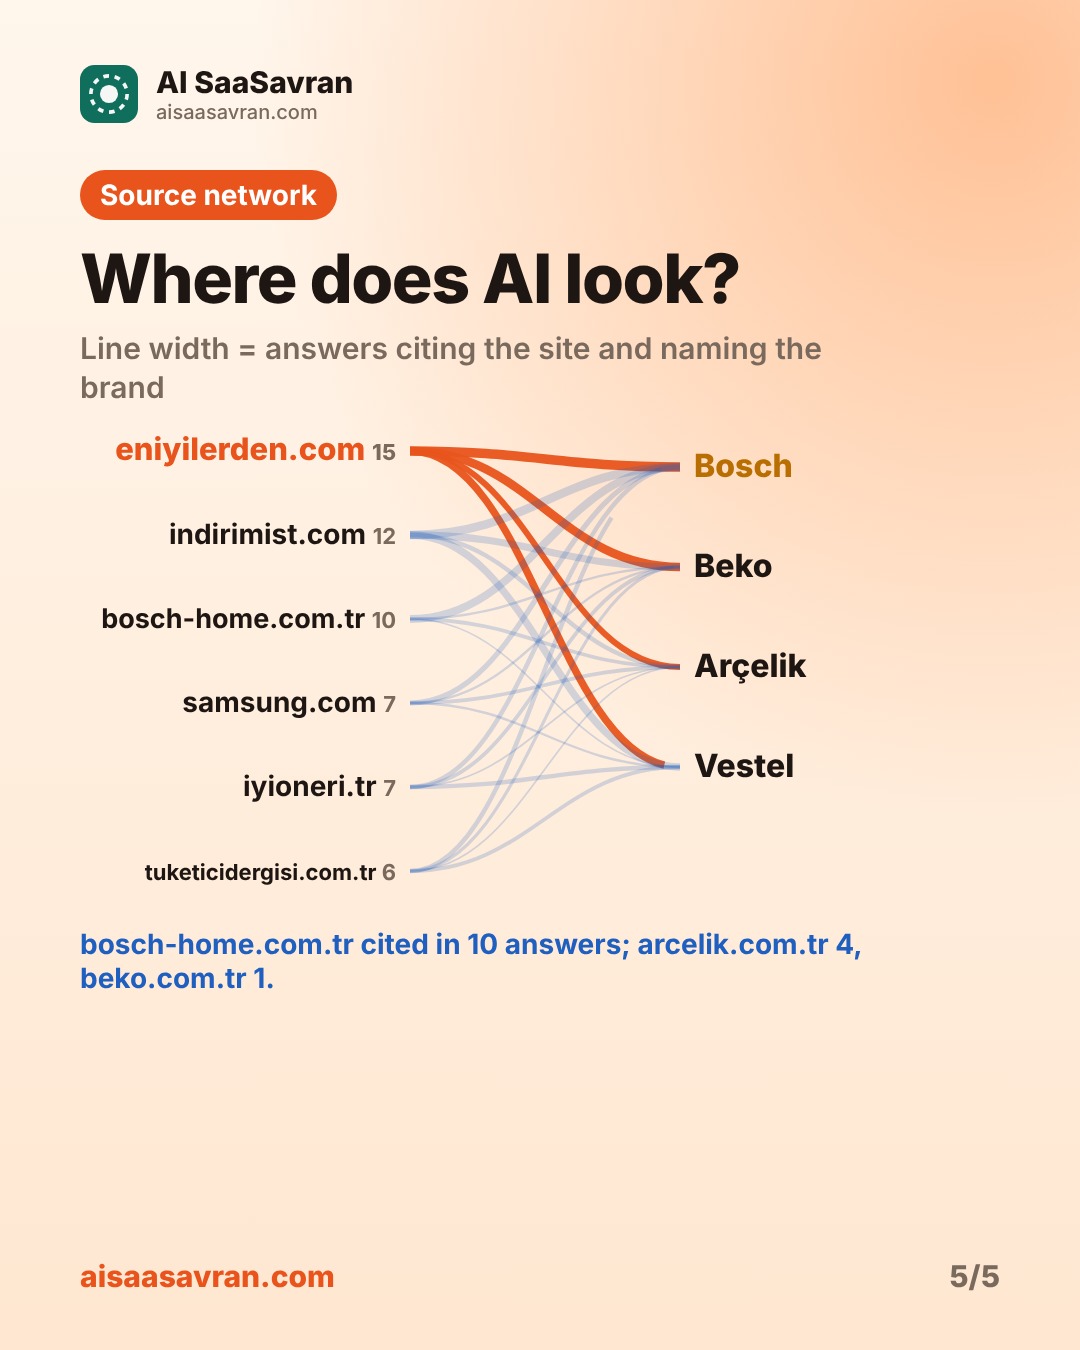 AI SaaSavran
aisaasavran.com
Source network
Where does AI look?
Line width = answers citing the site and naming the
brand
eniyilerden.com 15
indirimist.com 12
bosch-home.com.tr 10
samsung.com 7
iyioneri.tr 7
tuketicidergisi.com.tr 6
Bosch
Beko
Arçelik
Vestel
bosch-home.com.tr cited in 10 answers; arcelik.com.tr 4,
beko.com.tr 1.
aisaasavran.com
5/5